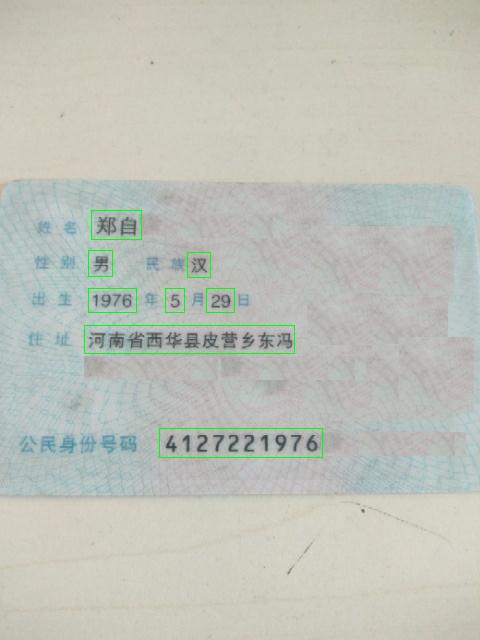 姓名 郑自
性别 男 民族 汉
出生 1976 年 5 月 29 日
住址 河南省西华县皮营乡东冯
公民身份号码 4127221976